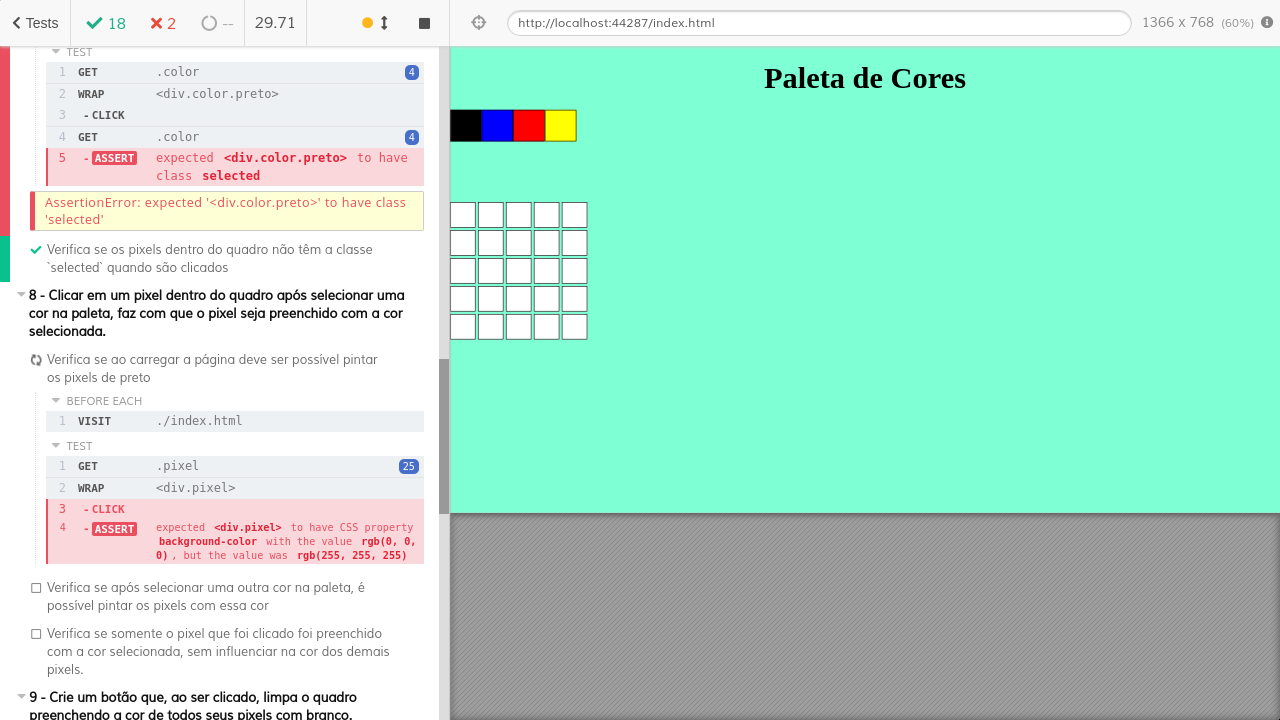 Tests 18 2 -- 29.71 http://localhost:44287/index.html 1366 x 768 (60%)
TEST
1 GET .color 4
2 WRAP <div.color.preto>
3 - CLICK
4 GET .color 4
5 - ASSERT expected <div.color.preto> to have
class selected
AssertionError: expected '<div.color.preto>' to have class
'selected'
Verifica se os pixels dentro do quadro não têm a classe
`selected` quando são clicados
8 - Clicar em um pixel dentro do quadro após selecionar uma
cor na paleta, faz com que o pixel seja preenchido com a cor
selecionada.
Verifica se ao carregar a página deve ser possível pintar
os pixels de preto
BEFORE EACH
1 VISIT ./index.html
TEST
1 GET .pixel 25
2 WRAP <div.pixel>
3 - CLICK
4 - ASSERT expected <div.pixel> to have CSS property
background-color with the value rgb(0, 0,
0), but the value was rgb(255, 255, 255)
Verifica se após selecionar uma outra cor na paleta, é
possível pintar os pixels com essa cor
Verifica se somente o pixel que foi clicado foi preenchido
com a cor selecionada, sem influenciar na cor dos demais
pixels.
9 - Crie um botão que, ao ser clicado, limpa o quadro
preenchendo a cor de todos seus pixels com branco.
Paleta de Cores